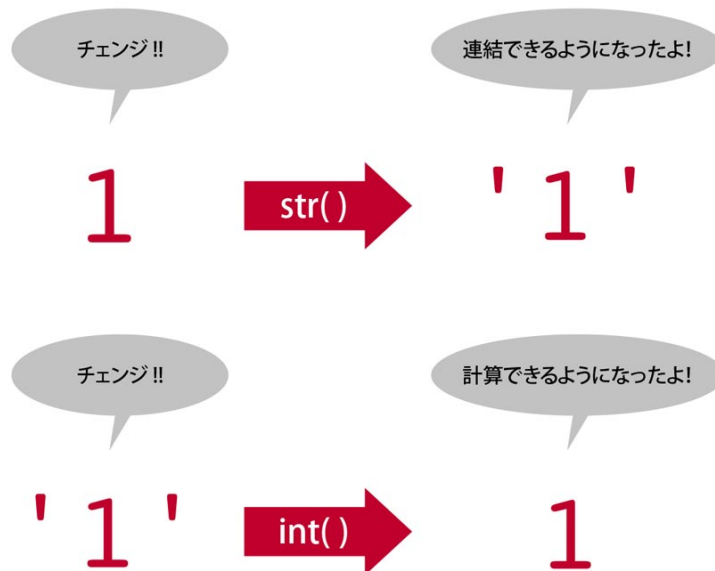 チェンジ!!
連結できるようになったよ!
1
str()
'1'
チェンジ!!
計算できるようになったよ!
'1'
int()
1